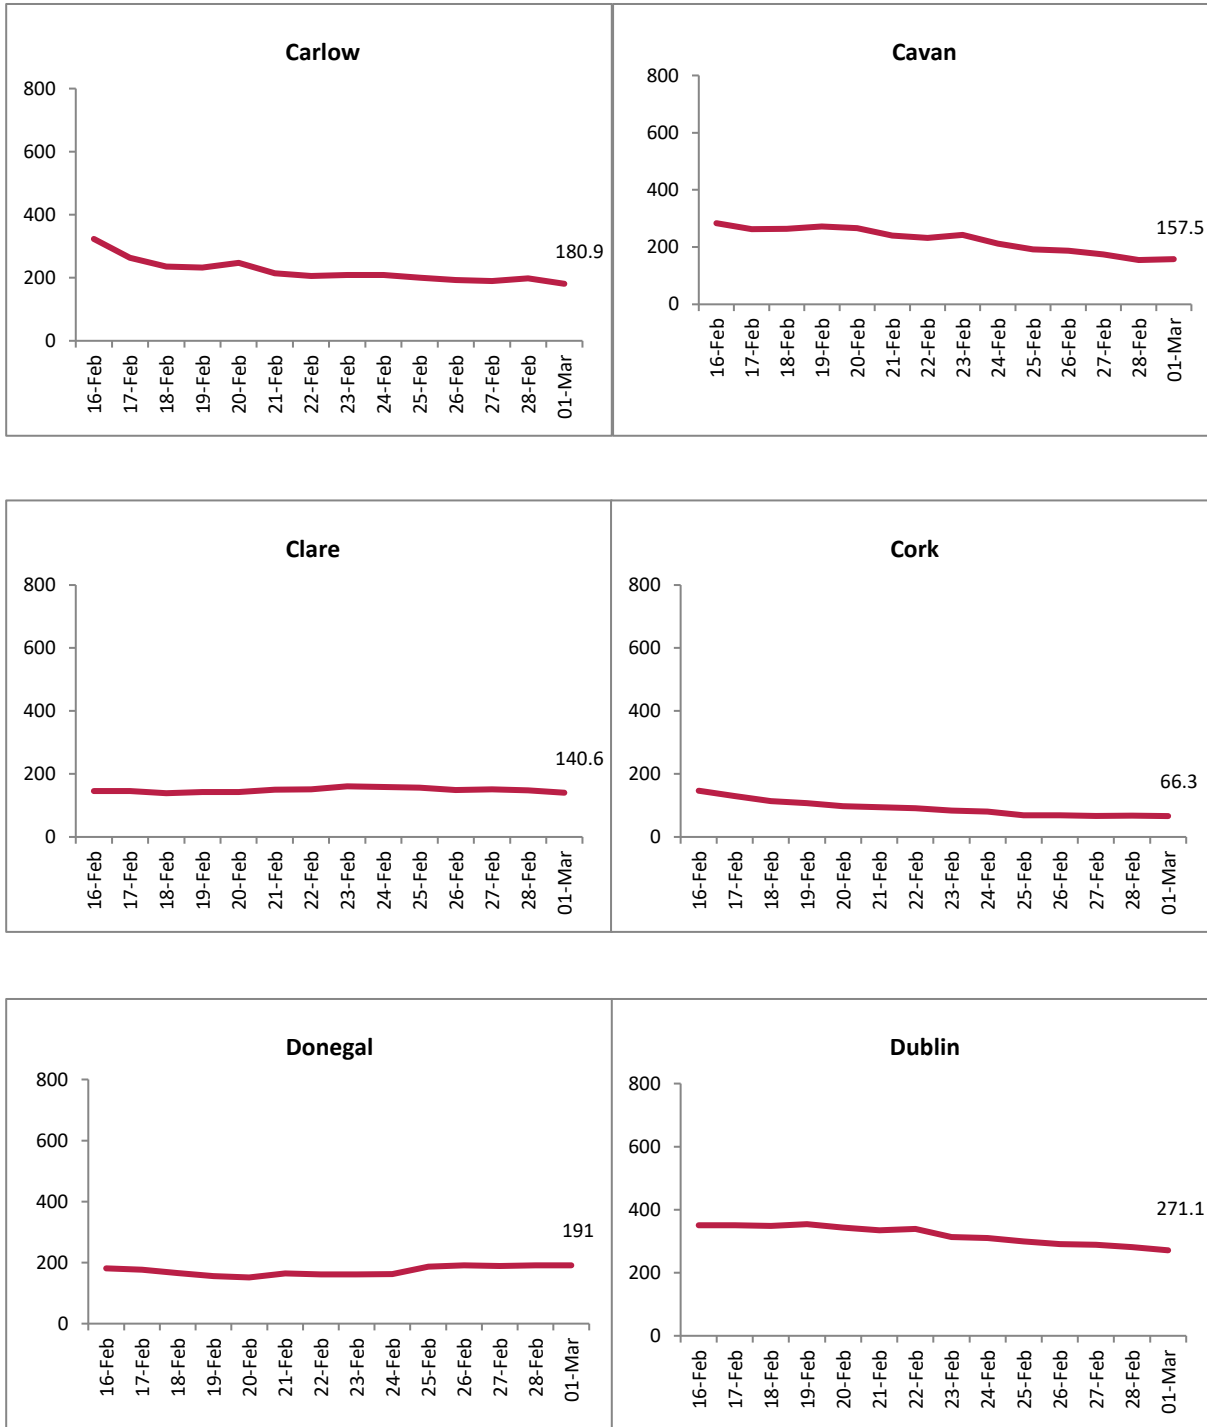 Carlow
800
600
400
200
0
180.9
16-Feb
17-Feb
18-Feb
19-Feb
20-Feb
21-Feb
22-Feb
23-Feb
24-Feb
25-Feb
26-Feb
27-Feb
28-Feb
01-Mar
Cavan
800
600
400
200
0
157.5
16-Feb
17-Feb
18-Feb
19-Feb
20-Feb
21-Feb
22-Feb
23-Feb
24-Feb
25-Feb
26-Feb
27-Feb
28-Feb
01-Mar
Clare
800
600
400
200
0
140.6
16-Feb
17-Feb
18-Feb
19-Feb
20-Feb
21-Feb
22-Feb
23-Feb
24-Feb
25-Feb
26-Feb
27-Feb
28-Feb
01-Mar
Cork
800
600
400
200
0
66.3
16-Feb
17-Feb
18-Feb
19-Feb
20-Feb
21-Feb
22-Feb
23-Feb
24-Feb
25-Feb
26-Feb
27-Feb
28-Feb
01-Mar
Donegal
800
600
400
200
0
191
16-Feb
17-Feb
18-Feb
19-Feb
20-Feb
21-Feb
22-Feb
23-Feb
24-Feb
25-Feb
26-Feb
27-Feb
28-Feb
01-Mar
Dublin
800
600
400
200
0
271.1
16-Feb
17-Feb
18-Feb
19-Feb
20-Feb
21-Feb
22-Feb
23-Feb
24-Feb
25-Feb
26-Feb
27-Feb
28-Feb
01-Mar